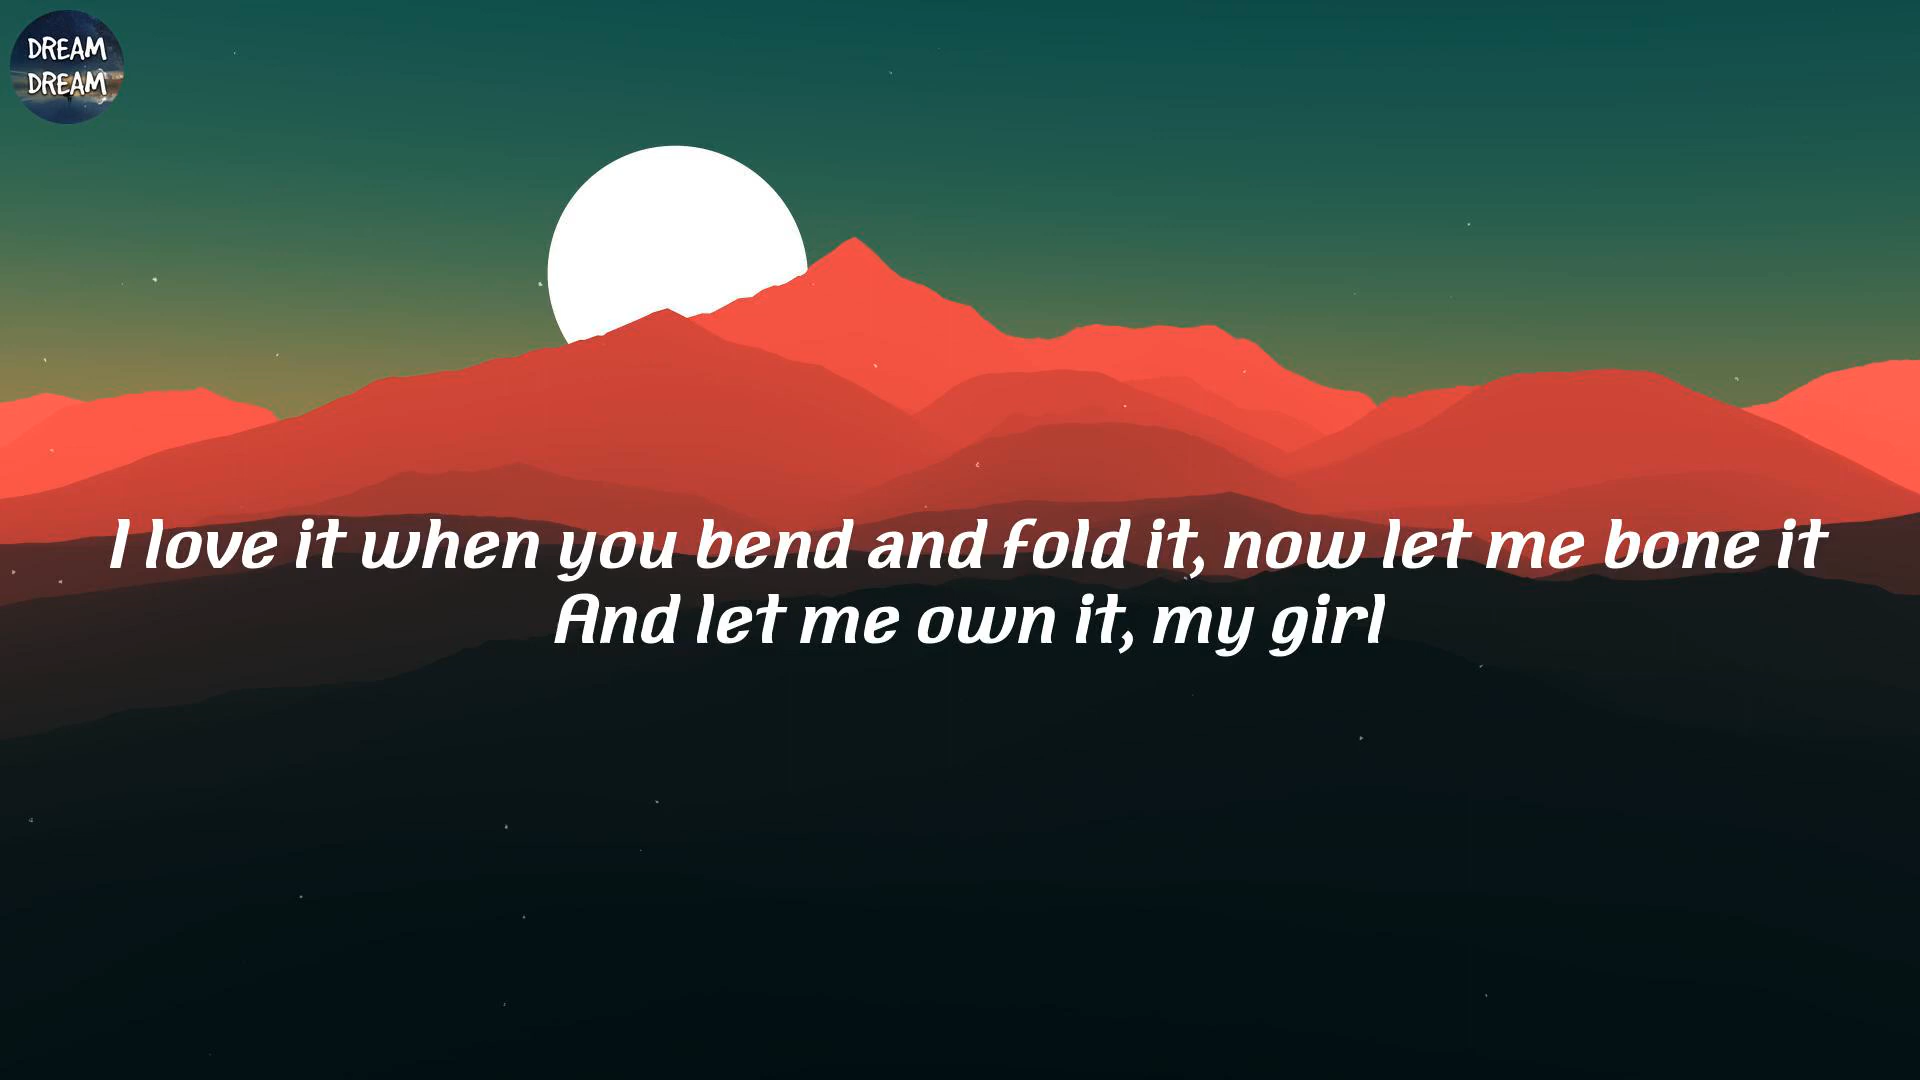 DREAM
DREAM
I love it when you bend and fold it, now let me bone it
And let me own it, my girl